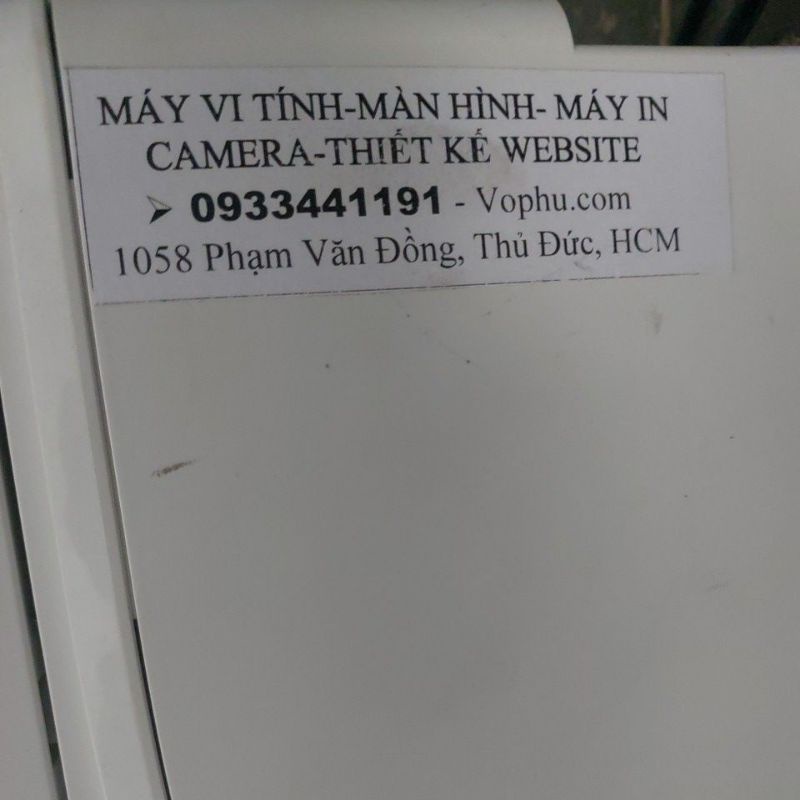 MÁY VI TÍNH-MÀN HÌNH- MÁY IN
CAMERA-THIẾT KẾ WEBSITE
➢ 0933441191 - Vophu.com
1058 Phạm Văn Đồng, Thủ Đức, HCM